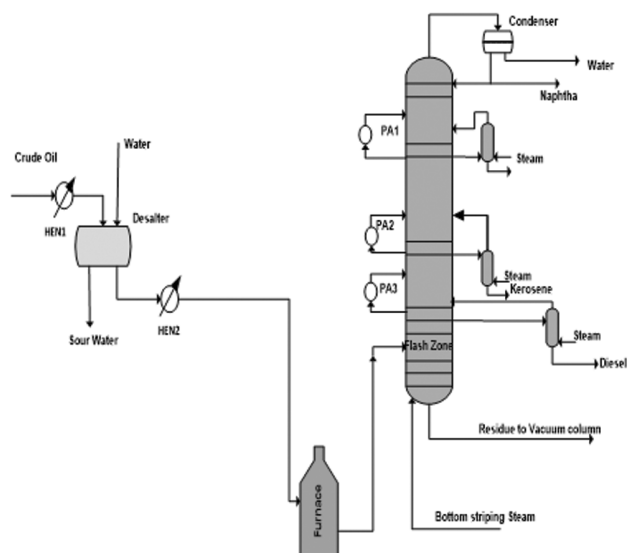 Condenser
Water
Naphtha
PA1
Steam
Water
Crude Oil
HEN1
Desalter
PA2
Steam
Kerosene
PA3
HEN2
Sour Water
Flash Zone
Steam
Diesel
Residue to Vacuum column
Furnace
Bottom striping Steam